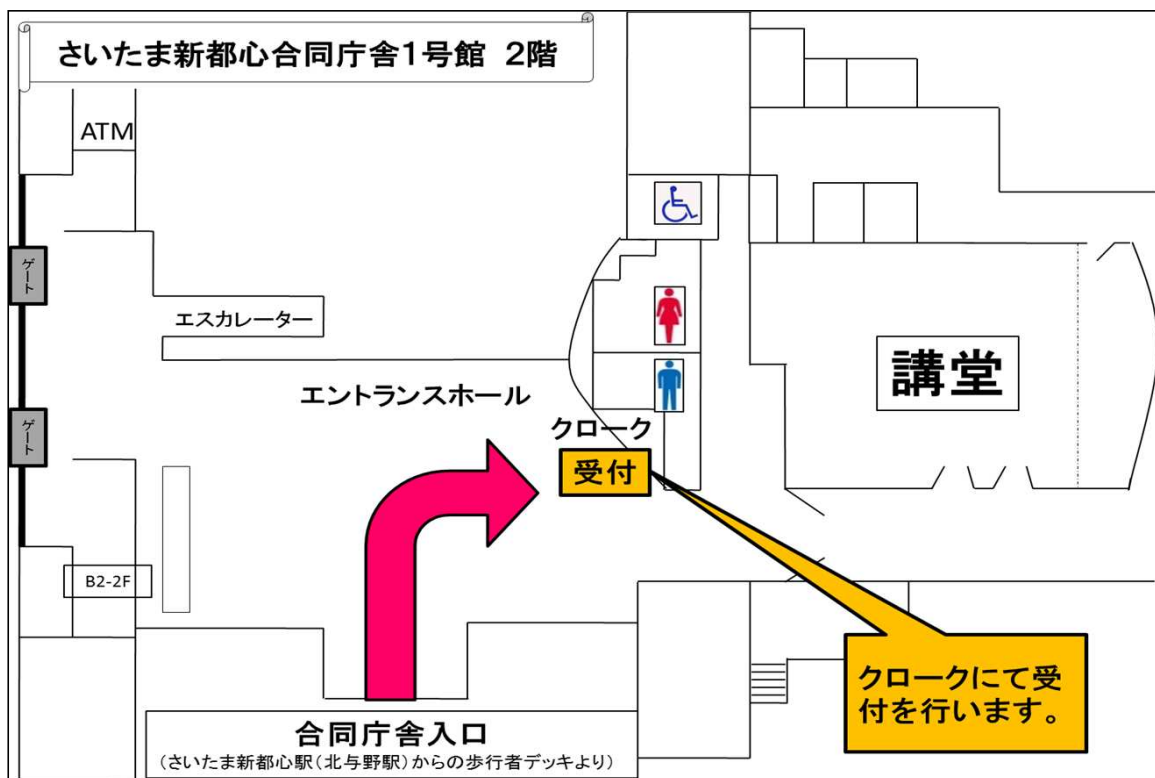 さいたま新都心合同庁舎1号館 2階
ATM
ゲート
エスカレーター
講堂
エントランスホール
ゲート
クローク
受付
B2-2F
クロークにて受
付を行います。
合同庁舎入口
(さいたま新都心駅(北与野駅)からの歩行者デッキより)